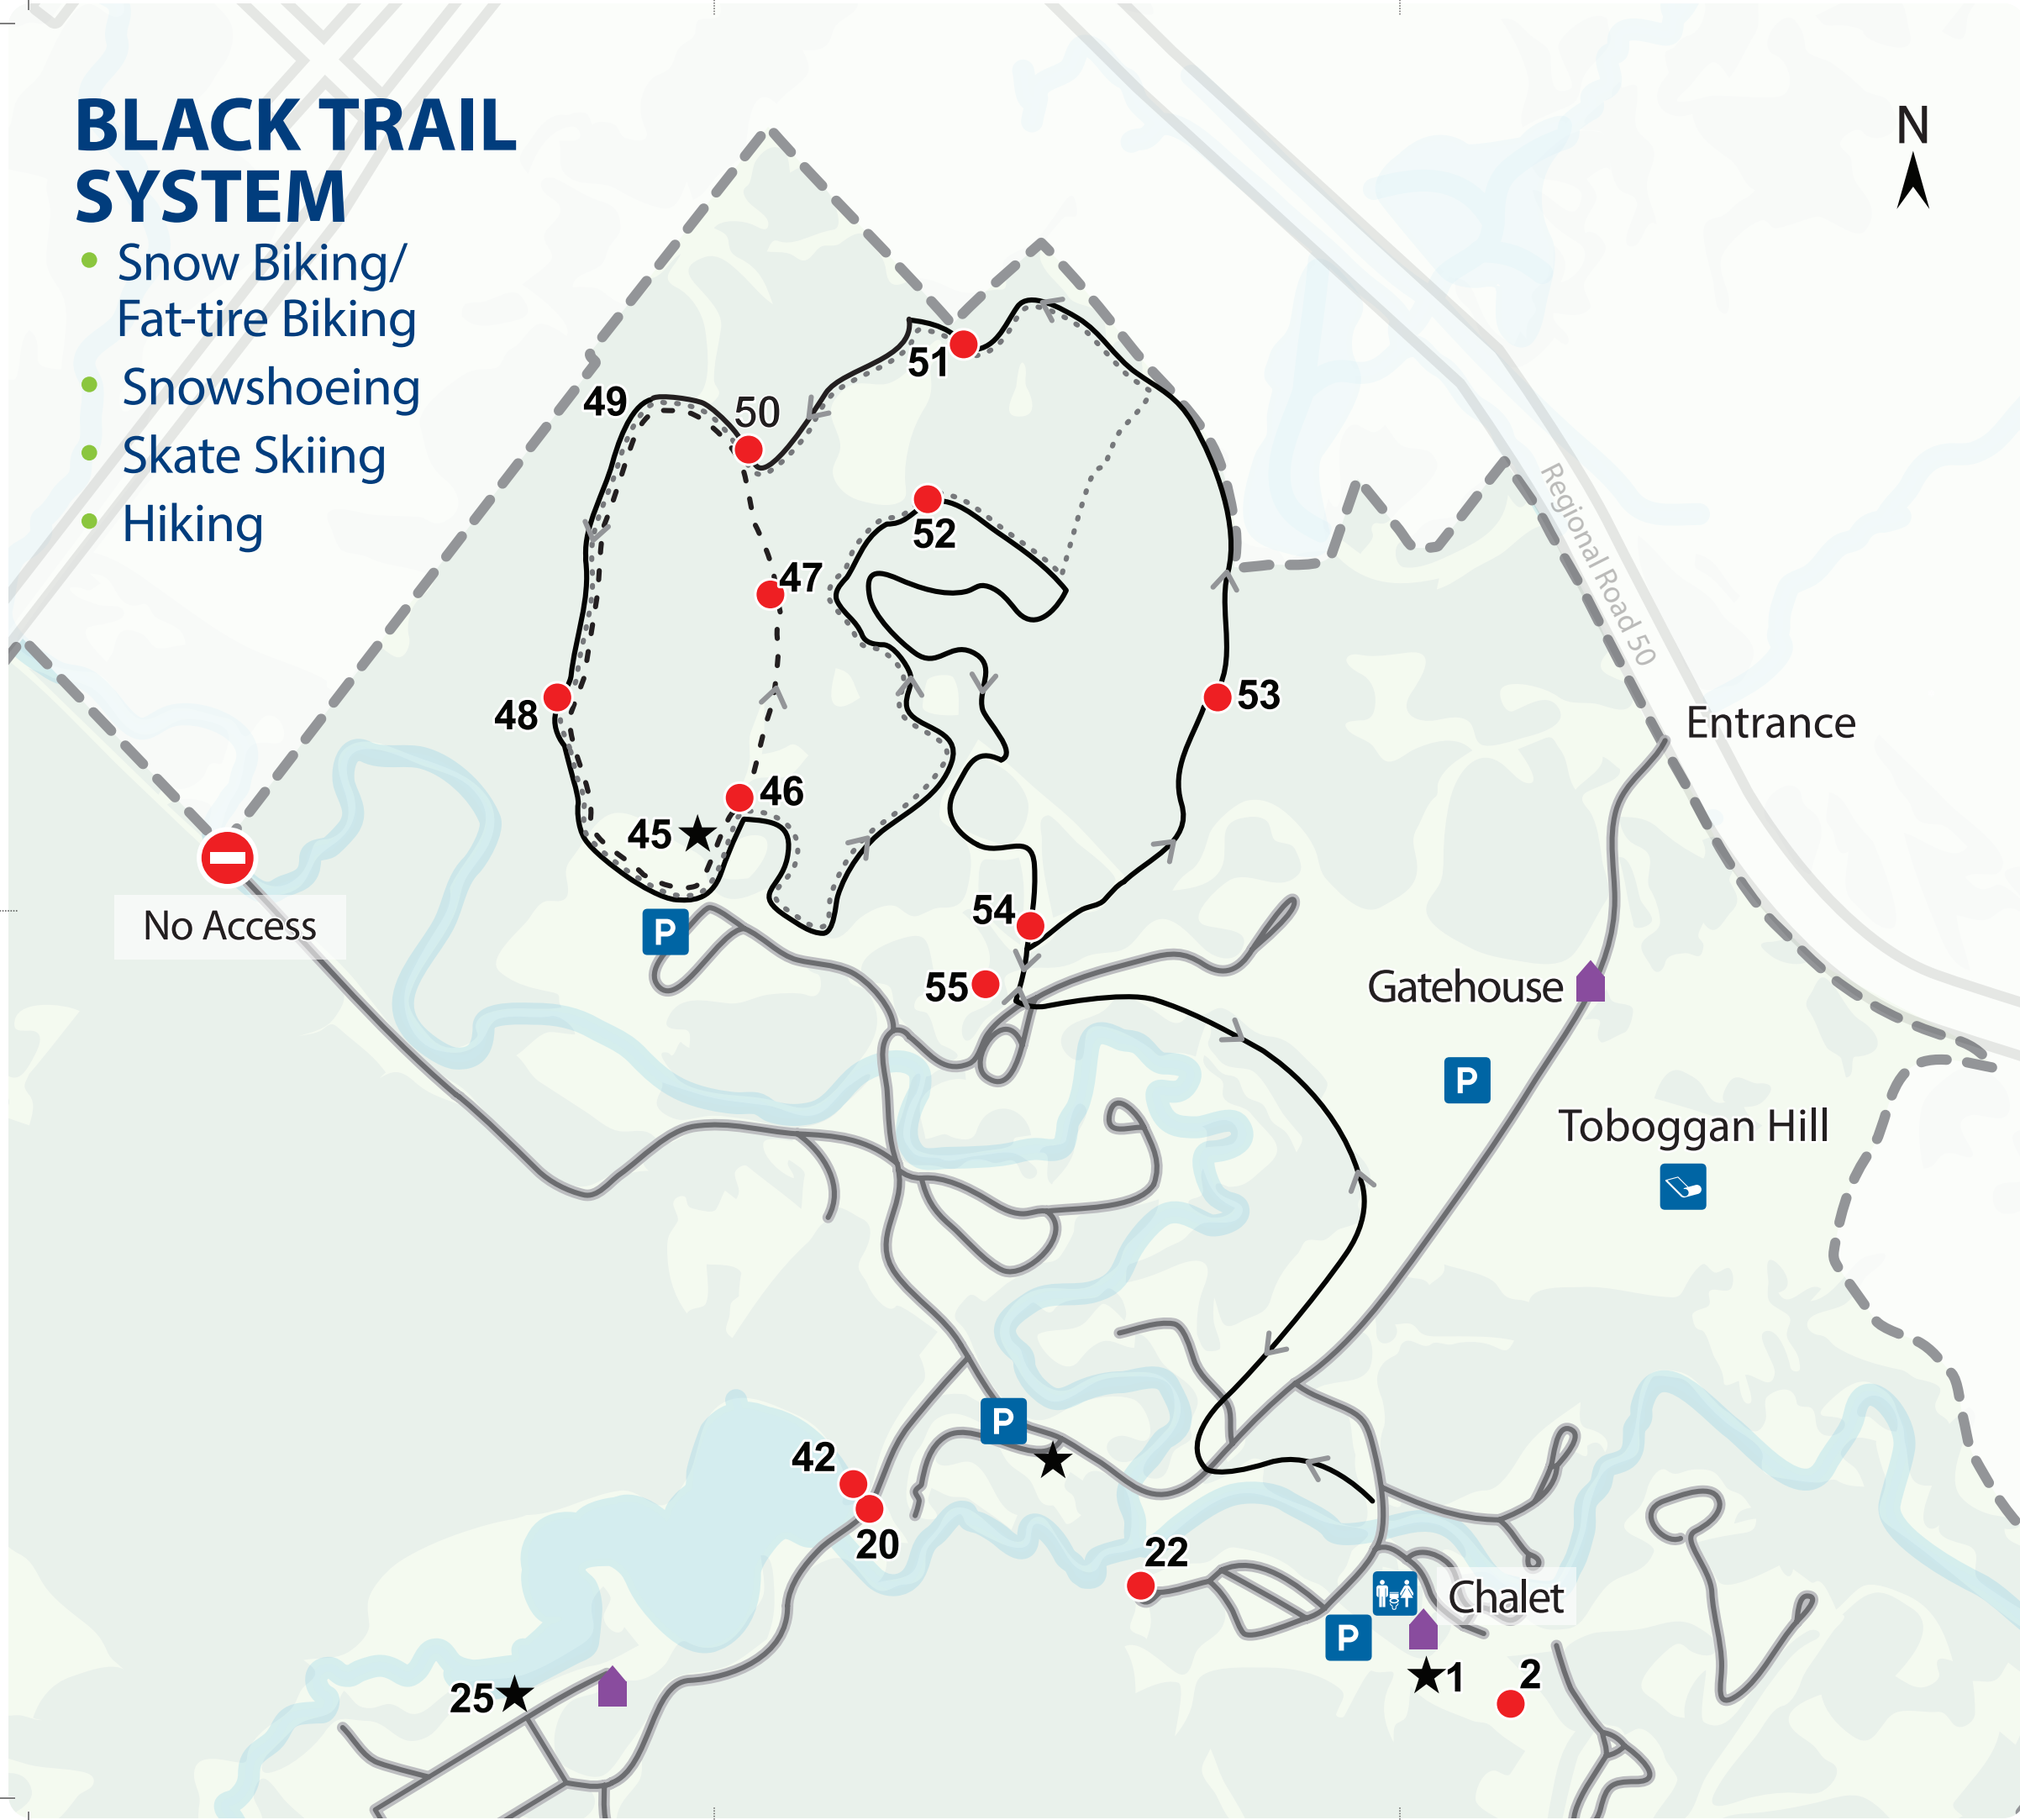 BLACK TRAIL
SYSTEM
• Snow Biking/
Fat-tire Biking
• Snowshoeing
• Skate Skiing
• Hiking
N
51
49
50
52
Regional Road 50
47
53
48
Entrance
46
45
54
No Access
P
55
Gatehouse
P
Toboggan Hill
P
42
20
22
Chalet
P
1
2
25